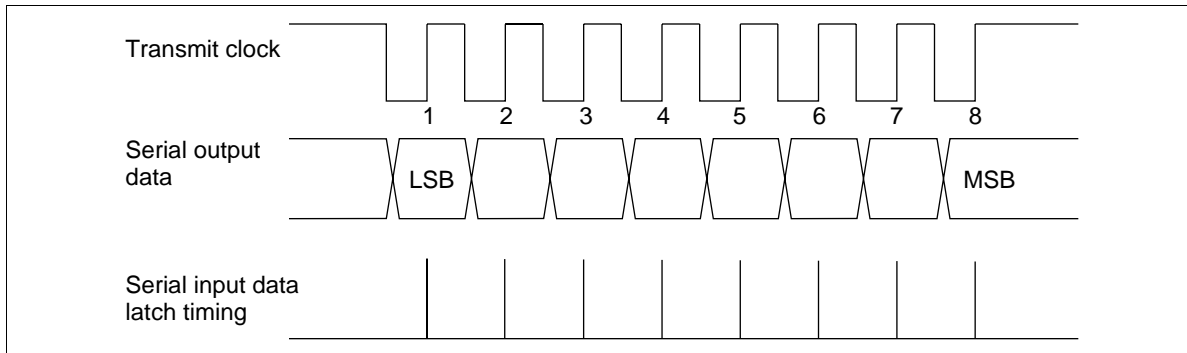 Transmit clock
1 2 3 4 5 6 7 8
Serial output
data
LSB
MSB
Serial input data
latch timing